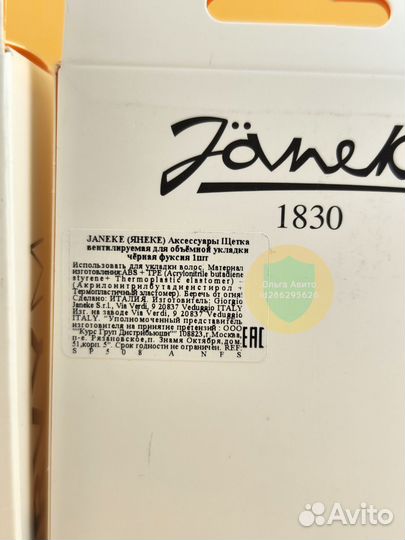 Jäneke
1830
JANEKE (ЯНЕКЕ) Аксессуары Щетка
вентилируемая для объёмной укладки
чёрная фуксия 1шт
Использовать для укладки волос. Материал
изготовления:ABS + TPE (Acrylonitrile butadiene
styrene+ Thermoplastic elastomer) -
(Акрилонитрилбутадиенстирол +
Термопластичный эластомер). Беречь от огня!
Сделано: ИТАЛИЯ. Изготовитель: Giorgio
Janeke S.r.l., Via Verdi, 9 20837 Veduggio
ITALY. Изг. на заводе Via Verdi, 9 20837 Veduggio
ITALY. "Уполномоченный представитель
изготовителя на принятие претензий : ООО
"Курс Груп Дистрибьюшн"" 108823,г,Москва,
п-е. Рязановское,п. Знамя Октября,дом.
31,корп. 5". Срок годности не ограничен. REF:
SP508A NFS
EAC
Ольга Авито
id286295626
Avito